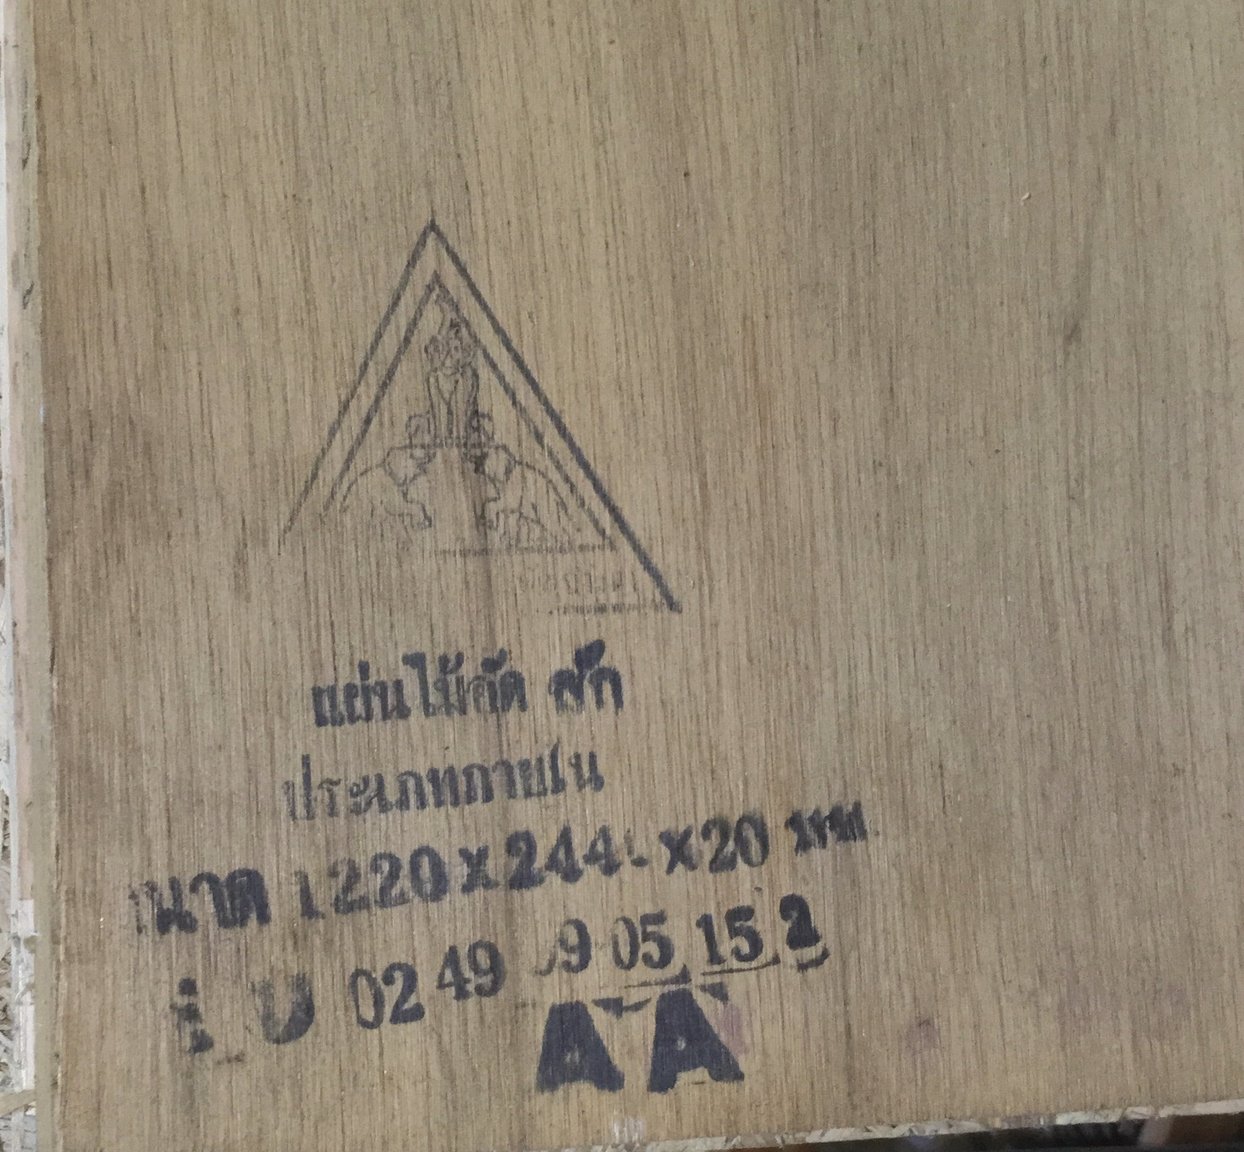 แผ่นไม้อัด สัก
ประเภทภายใน
ขนาด 1220 x 244 x 20 มม
02 49 9 05 15 2
AA